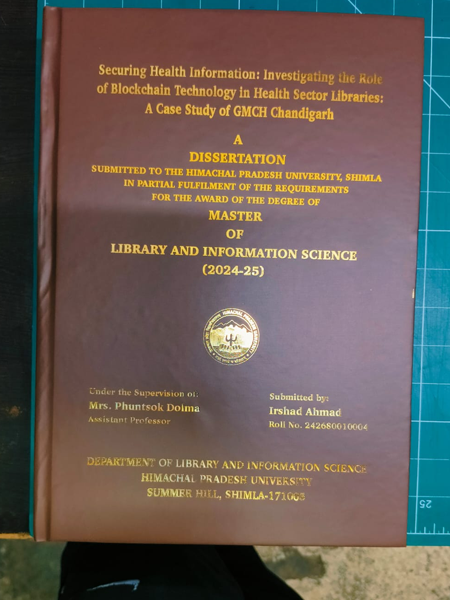 Securing Health Information: Investigating the Role
of Blockchain Technology in Health Sector Libraries:
A Case Study of GMCH Chandigarh
A
DISSERTATION
SUBMITTED TO THE HIMACHAL PRADESH UNIVERSITY, SHIMLA
IN PARTIAL FULFILMENT OF THE REQUIREMENTS
FOR THE AWARD OF THE DEGREE OF
MASTER
OF
LIBRARY AND INFORMATION SCIENCE
(2024-25)
Under the Supervision of:
Mrs. Phuntsok Dolma
Assistant Professor
Submitted by:
Irshad Ahmad
Roll No. 242680010004
DEPARTMENT OF LIBRARY AND INFORMATION SCIENCE
HIMACHAL PRADESH UNIVERSITY
SUMMER HILL, SHIMLA-171005
25